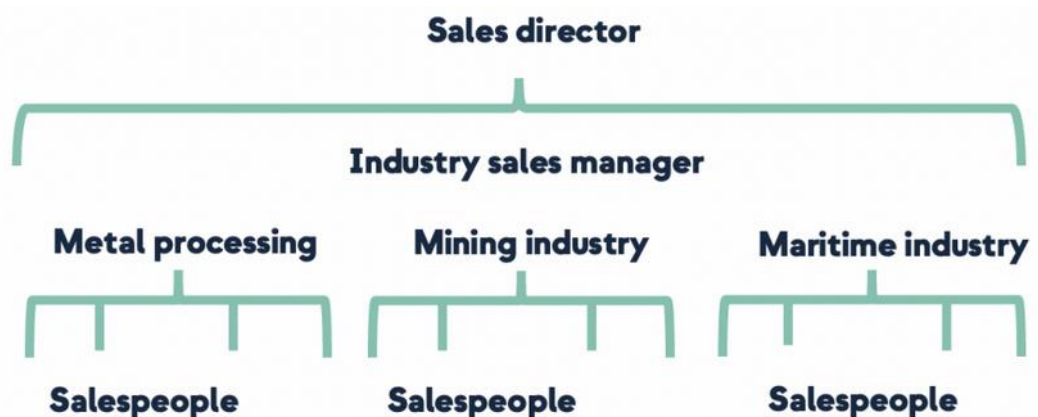 Sales director
Industry sales manager
Metal processing
Mining industry
Maritime industry
Salespeople
Salespeople
Salespeople